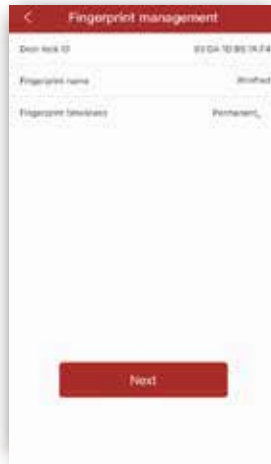 Fingerprint management
Door lock ID
Fingerprint name
Fingerprint timeliness Permanent
Next